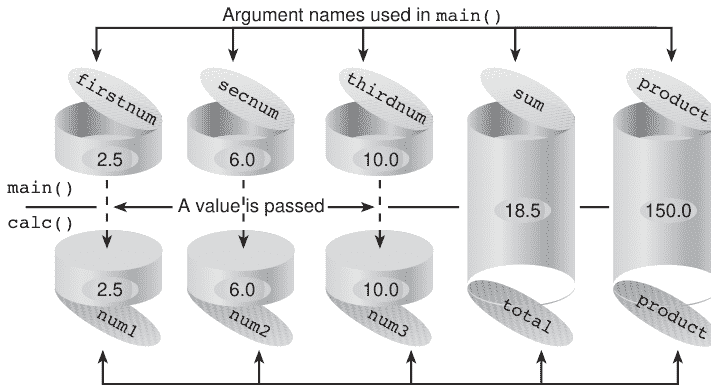 Argument names used in main()
firstnum secnum thirdnum sum product
2.5 6.0 10.0
main()
A value is passed 18.5 150.0
calc()
2.5 6.0 10.0
num1 num2 num3 total product